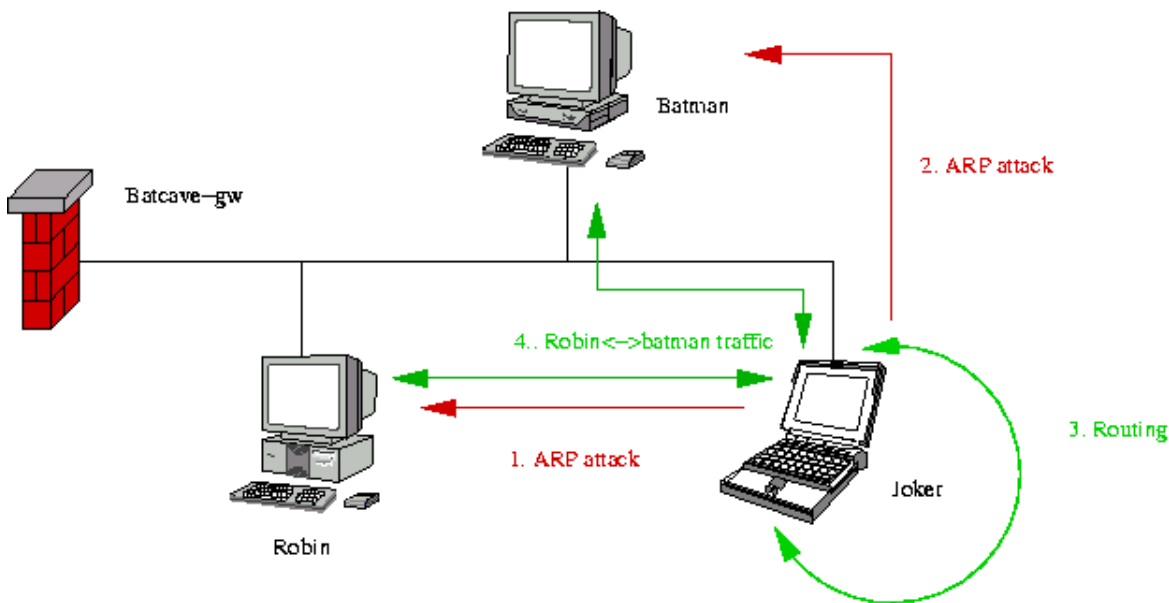 Batman
2. ARP attack
Batcave-gw
4.. Robin<->batman traffic
3. Routing
1. ARP attack
Joker
Robin